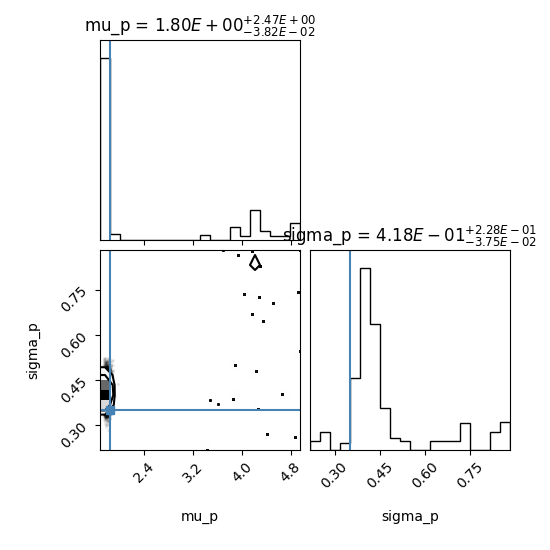 mu_p = 1.80E + 00+2.47E+00−3.82E−02
sigma_p = 4.18E − 01+2.28E−01−3.75E−02
0.75
0.60
0.45
0.30
sigma_p
2.4 3.2 4.0 4.8
mu_p
0.30 0.45 0.60 0.75
sigma_p